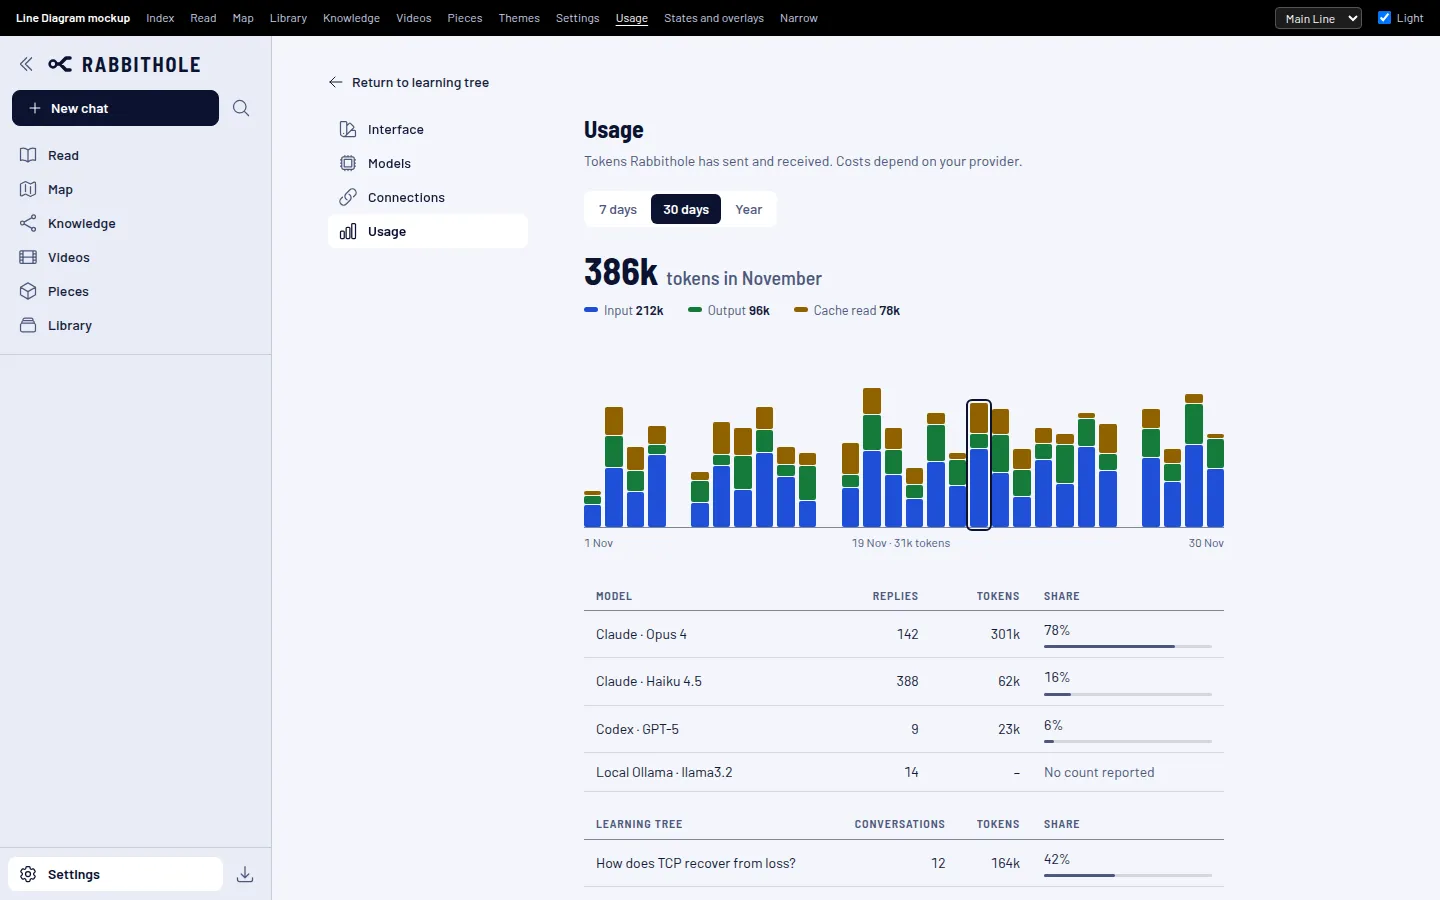 Line Diagram mockup Index Read Map Library Knowledge Videos Pieces Themes Settings Usage States and overlays Narrow Main Line Light
RABBITHOLE
New chat
Read
Map
Knowledge
Videos
Pieces
Library
Settings
Return to learning tree
Interface
Models
Connections
Usage
Usage
Tokens Rabbithole has sent and received. Costs depend on your provider.
7 days 30 days Year
386k tokens in November
Input 212k Output 96k Cache read 78k
1 Nov 19 Nov · 31k tokens 30 Nov
MODEL REPLIES TOKENS SHARE
Claude · Opus 4 142 301k 78%
Claude · Haiku 4.5 388 62k 16%
Codex · GPT-5 9 23k 6%
Local Ollama · llama3.2 14 – No count reported
LEARNING TREE CONVERSATIONS TOKENS SHARE
How does TCP recover from loss? 12 164k 42%